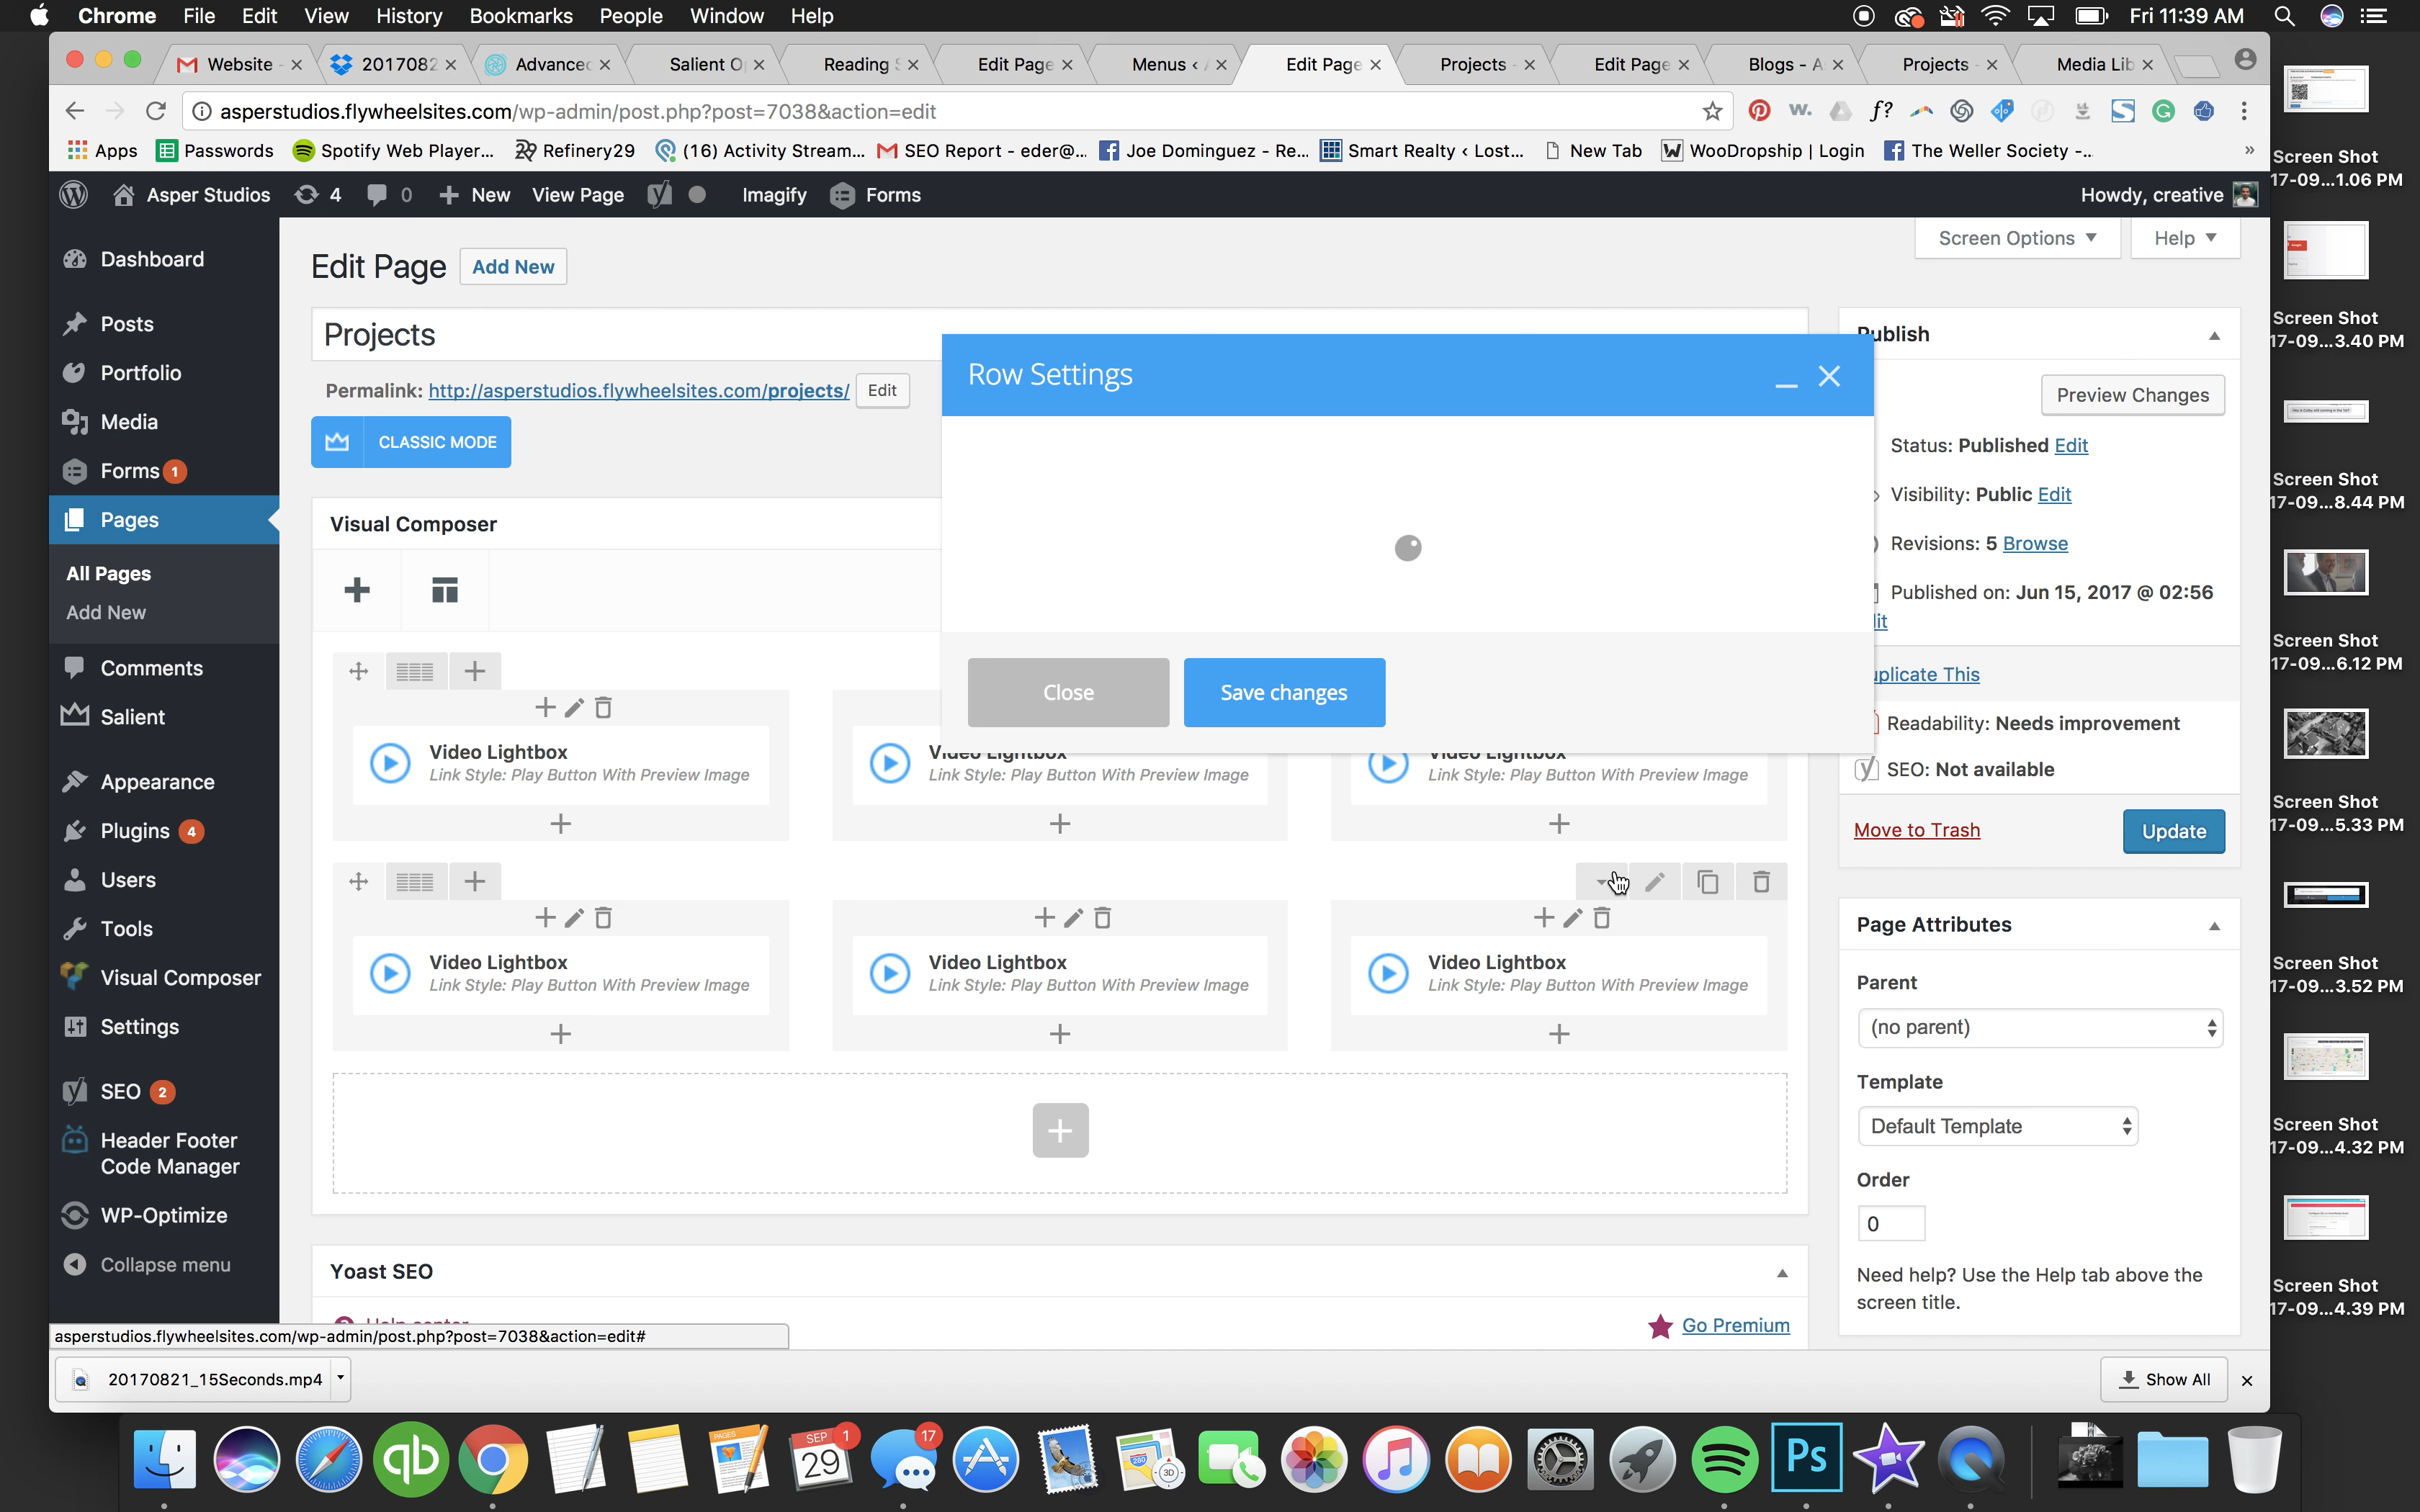 Chrome File Edit View History Bookmarks People Window Help Fri 11:39 AM
Website - 2017082 Advanced Salient O Reading S Edit Page Menus ‹ A Edit Page Projects - Edit Page Blogs - A Projects - Media Lib
asperstudios.flywheelsites.com/wp-admin/post.php?post=7038&action=edit
Apps Passwords Spotify Web Player... Refinery29 (16) Activity Stream... SEO Report - eder@... Joe Dominguez - Re... Smart Realty ‹ Lost... New Tab WooDropship | Login The Weller Society -... »
Asper Studios 4 0 New View Page Imagify Forms Howdy, creative
Dashboard
Posts
Portfolio
Media
Forms 1
Pages
All Pages
Add New
Comments
Salient
Appearance
Plugins 4
Users
Tools
Visual Composer
Settings
SEO 2
Header Footer
Code Manager
WP-Optimize
Collapse menu
Screen Options Help
Edit Page Add New
Projects
Permalink: http://asperstudios.flywheelsites.com/projects/ Edit
CLASSIC MODE
Visual Composer
Row Settings
Close Save changes
Video Lightbox Video Lightbox Video Lightbox
Link Style: Play Button With Preview Image Link Style: Play Button With Preview Image Link Style: Play Button With Preview Image
Video Lightbox Video Lightbox Video Lightbox
Link Style: Play Button With Preview Image Link Style: Play Button With Preview Image Link Style: Play Button With Preview Image
Yoast SEO
Help center
Go Premium
Publish
Preview Changes
Status: Published Edit
Visibility: Public Edit
Revisions: 5 Browse
Published on: Jun 15, 2017 @ 02:56
it
uplicate This
Readability: Needs improvement
SEO: Not available
Move to Trash Update
Page Attributes
Parent
(no parent)
Template
Default Template
Order
0
Need help? Use the Help tab above the
screen title.
asperstudios.flywheelsites.com/wp-admin/post.php?post=7038&action=edit#
20170821_15Seconds.mp4 Show All
Screen Shot
17-09...1.06 PM
Screen Shot
17-09...3.40 PM
Screen Shot
17-09...8.44 PM
Screen Shot
17-09...6.12 PM
Screen Shot
17-09...5.33 PM
Screen Shot
17-09...3.52 PM
Screen Shot
17-09...4.32 PM
Screen Shot
17-09...4.39 PM
qb PAGES SEP 29 1 17 280 3D Ps